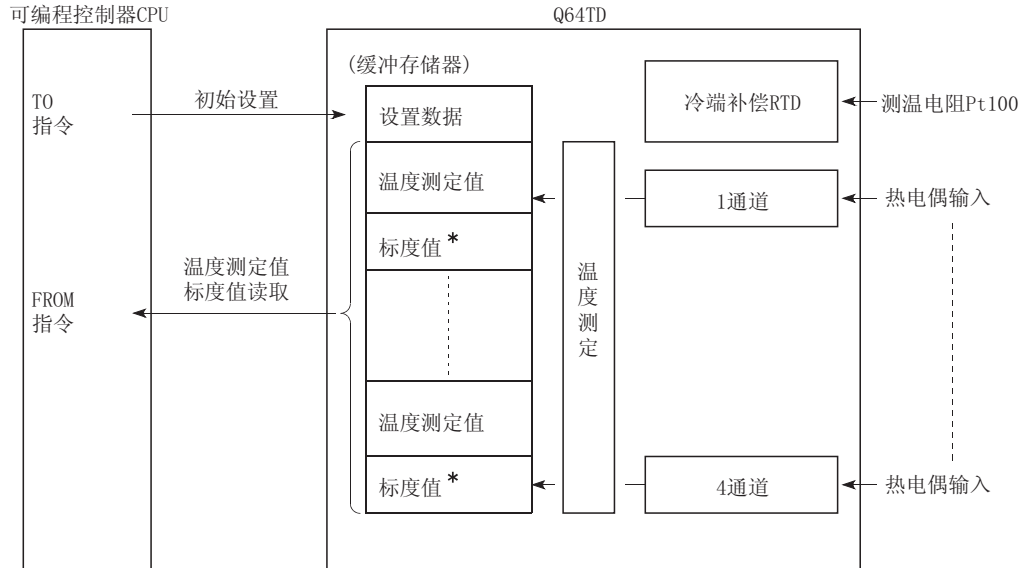 可编程控制器CPU
Q64TD
(缓冲存储器)
TO
指令
初始设置
设置数据
冷端补偿RTD
测温电阻Pt100
温度测定值
1通道
热电偶输入
标度值*
温度测定值
标度值读取
FROM
指令
温度测定
温度测定值
标度值*
4通道
热电偶输入